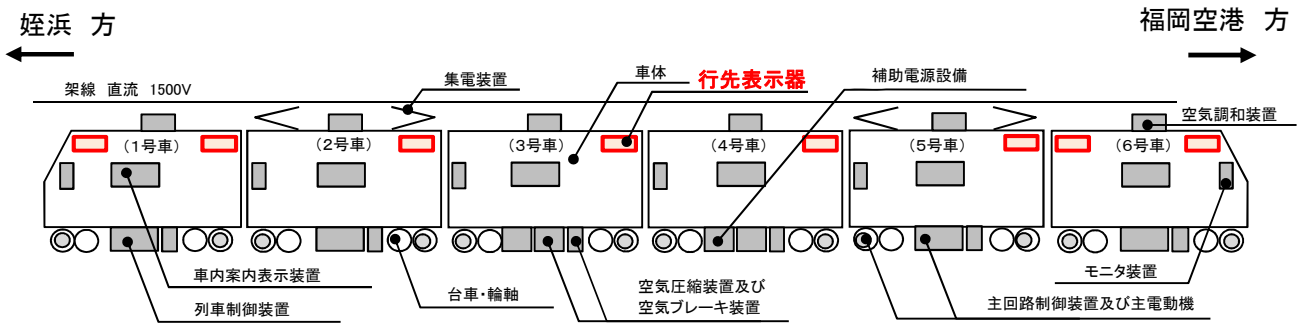 姪浜 方
福岡空港 方
架線 直流 1500V
集電装置
車体
行先表示器
補助電源設備
空気調和装置
(1号車)
(2号車)
(3号車)
(4号車)
(5号車)
(6号車)
車内案内表示装置
列車制御装置
台車・輪軸
空気圧縮装置及び
空気ブレーキ装置
モニタ装置
主回路制御装置及び主電動機